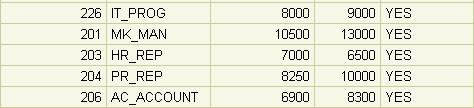 226 IT_PROG 8000 9000 YES
201 MK_MAN 10500 13000 YES
203 HR_REP 7000 6500 YES
204 PR_REP 8250 10000 YES
206 AC_ACCOUNT 6900 8300 YES